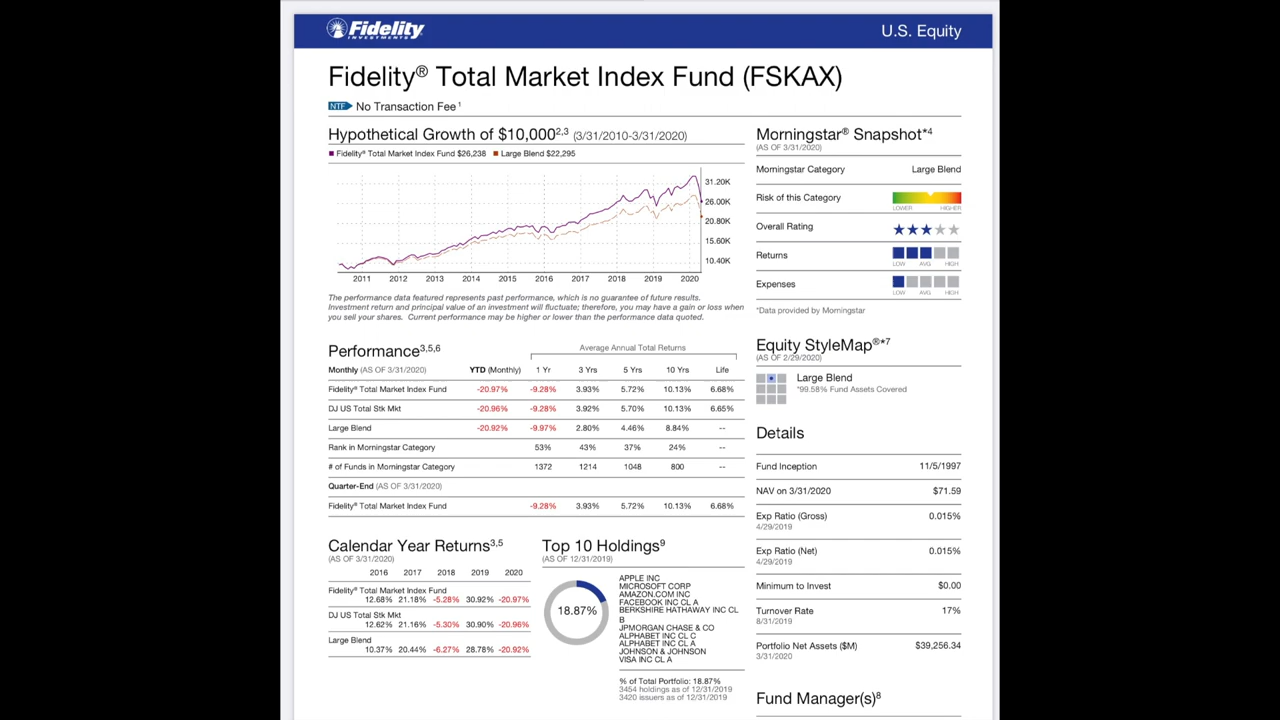 Fidelity
INVESTMENTS
U.S. Equity
Fidelity® Total Market Index Fund (FSKAX)
NTF No Transaction Fee 1
Hypothetical Growth of $10,000 2,3 (3/31/2010-3/31/2020)
Fidelity® Total Market Index Fund $26,238 Large Blend $22,295
31.20K
26.00K
20.80K
15.60K
10.40K
2011 2012 2013 2014 2015 2016 2017 2018 2019 2020
The performance data featured represents past performance, which is no guarantee of future results.
Investment return and principal value of an investment will fluctuate; therefore, you may have a gain or loss when
you sell your shares. Current performance may be higher or lower than the performance data quoted.
Performance3,5,6
Average Annual Total Returns
Monthly (AS OF 3/31/2020) YTD (Monthly) 1 Yr 3 Yrs 5 Yrs 10 Yrs Life
Fidelity® Total Market Index Fund -20.97% -9.28% 3.93% 5.72% 10.13% 6.68%
DJ US Total Stk Mkt -20.96% -9.28% 3.92% 5.70% 10.13% 6.65%
Large Blend -20.92% -9.97% 2.80% 4.46% 8.84% --
Rank in Morningstar Category 53% 43% 37% 24% --
# of Funds in Morningstar Category 1372 1214 1048 800 --
Quarter-End (AS OF 3/31/2020)
Fidelity® Total Market Index Fund -9.28% 3.93% 5.72% 10.13% 6.68%
Calendar Year Returns3,5
(AS OF 3/31/2020)
2016 2017 2018 2019 2020
Fidelity® Total Market Index Fund
12.68% 21.18% -5.28% 30.92% -20.97%
DJ US Total Stk Mkt
12.62% 21.16% -5.30% 30.90% -20.96%
Large Blend
10.37% 20.44% -6.27% 28.78% -20.92%
Top 10 Holdings9
(AS OF 12/31/2019)
18.87%
APPLE INC
MICROSOFT CORP
AMAZON.COM INC
FACEBOOK INC CL A
BERKSHIRE HATHAWAY INC CL
B
JPMORGAN CHASE & CO
ALPHABET INC CL C
ALPHABET INC CL A
JOHNSON & JOHNSON
VISA INC CL A
% of Total Portfolio: 18.87%
3454 holdings as of 12/31/2019
3420 issuers as of 12/31/2019
Morningstar® Snapshot*4
(AS OF 3/31/2020)
Morningstar Category Large Blend
Risk of this Category
LOWER HIGHER
Overall Rating
Returns
LOW AVG HIGH
Expenses
LOW AVG HIGH
*Data provided by Morningstar
Equity StyleMap®*7
(AS OF 2/29/2020)
Large Blend
*99.58% Fund Assets Covered
Details
Fund Inception 11/5/1997
NAV on 3/31/2020 $71.59
Exp Ratio (Gross) 0.015%
4/29/2019
Exp Ratio (Net) 0.015%
4/29/2019
Minimum to Invest $0.00
Turnover Rate 17%
8/31/2019
Portfolio Net Assets ($M) $39,256.34
3/31/2020
Fund Manager(s)8